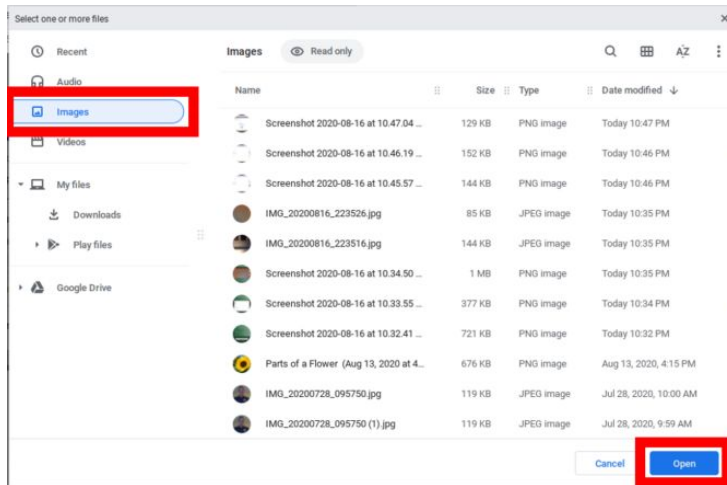 Select one or more files
Recent
Audio
Images
Videos
My files
Downloads
Play files
Google Drive
Images Read only AZ
Name Size Type Date modified
Screenshot 2020-08-16 at 10.47.04 ... 129 KB PNG image Today 10:47 PM
Screenshot 2020-08-16 at 10.46.19 ... 152 KB PNG image Today 10:46 PM
Screenshot 2020-08-16 at 10.45.57 ... 144 KB PNG image Today 10:46 PM
IMG_20200816_223526.jpg 85 KB JPEG image Today 10:35 PM
IMG_20200816_223516.jpg 144 KB JPEG image Today 10:35 PM
Screenshot 2020-08-16 at 10.34.50 ... 1 MB PNG image Today 10:35 PM
Screenshot 2020-08-16 at 10.33.55 ... 377 KB PNG image Today 10:34 PM
Screenshot 2020-08-16 at 10.32.41 ... 721 KB PNG image Today 10:32 PM
Parts of a Flower (Aug 13, 2020 at 4... 676 KB PNG image Aug 13, 2020, 4:15 PM
IMG_20200728_095750.jpg 119 KB JPEG image Jul 28, 2020, 10:00 AM
IMG_20200728_095750 (1).jpg 119 KB JPEG image Jul 28, 2020, 9:59 AM
Cancel Open